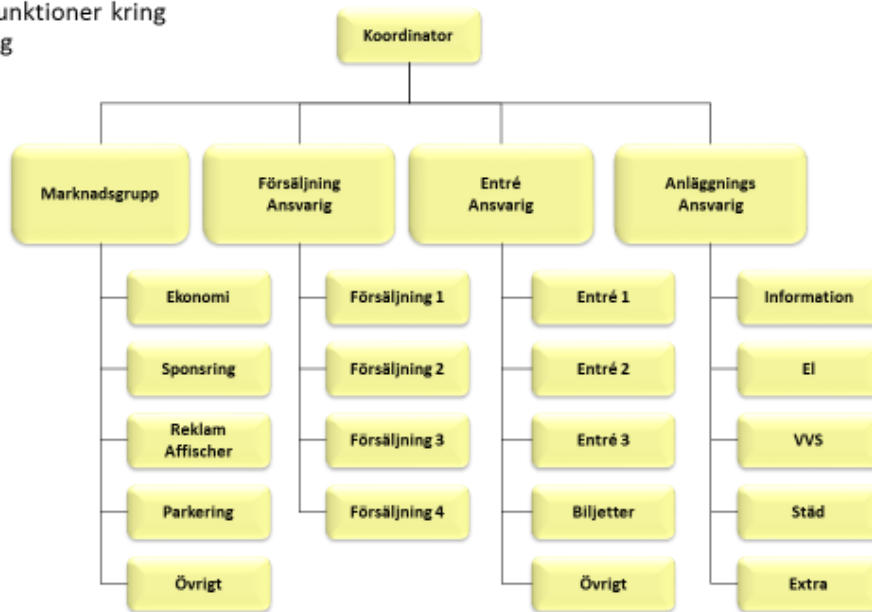 unktioner kring
g
Koordinator
Marknadsgrupp
Försäljning
Ansvarig
Entré
Ansvarig
Anläggnings
Ansvarig
Ekonomi
Sponsring
Reklam
Affischer
Parkering
Övrigt
Försäljning 1
Försäljning 2
Försäljning 3
Försäljning 4
Entré 1
Entré 2
Entré 3
Biljetter
Övrigt
Information
El
VVS
Städ
Extra